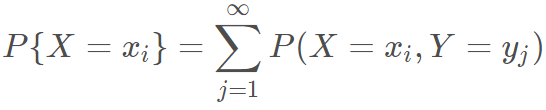 P\{X = x_i\} = \sum_{j=1}^{\infty} P(X = x_i, Y = y_j)